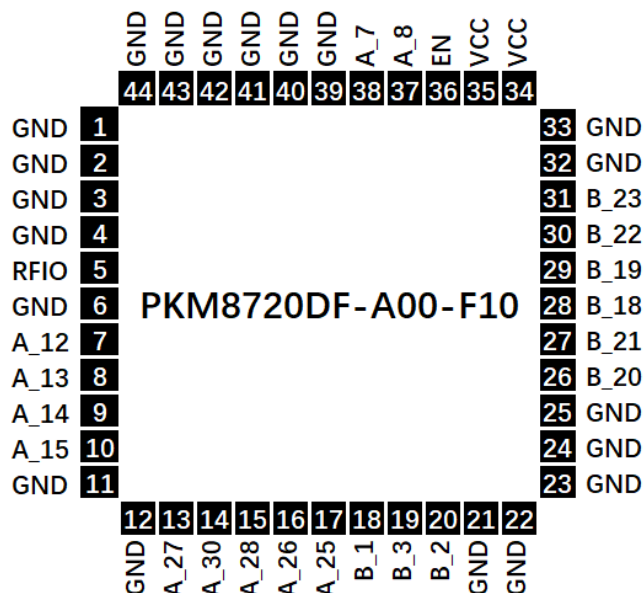 GND GND GND GND GND GND A_7 A_8 EN VCC VCC
44 43 42 41 40 39 38 37 36 35 34
GND 1
GND 2
GND 3
GND 4
RFIO 5
GND 6
A_12 7
A_13 8
A_14 9
A_15 10
GND 11
PKM8720DF-A00-F10
33 GND
32 GND
31 B_23
30 B_22
29 B_19
28 B_18
27 B_21
26 B_20
25 GND
24 GND
23 GND
12 13 14 15 16 17 18 19 20 21 22
GND A_27 A_30 A_28 A_26 A_25 B_1 B_3 B_2 GND GND